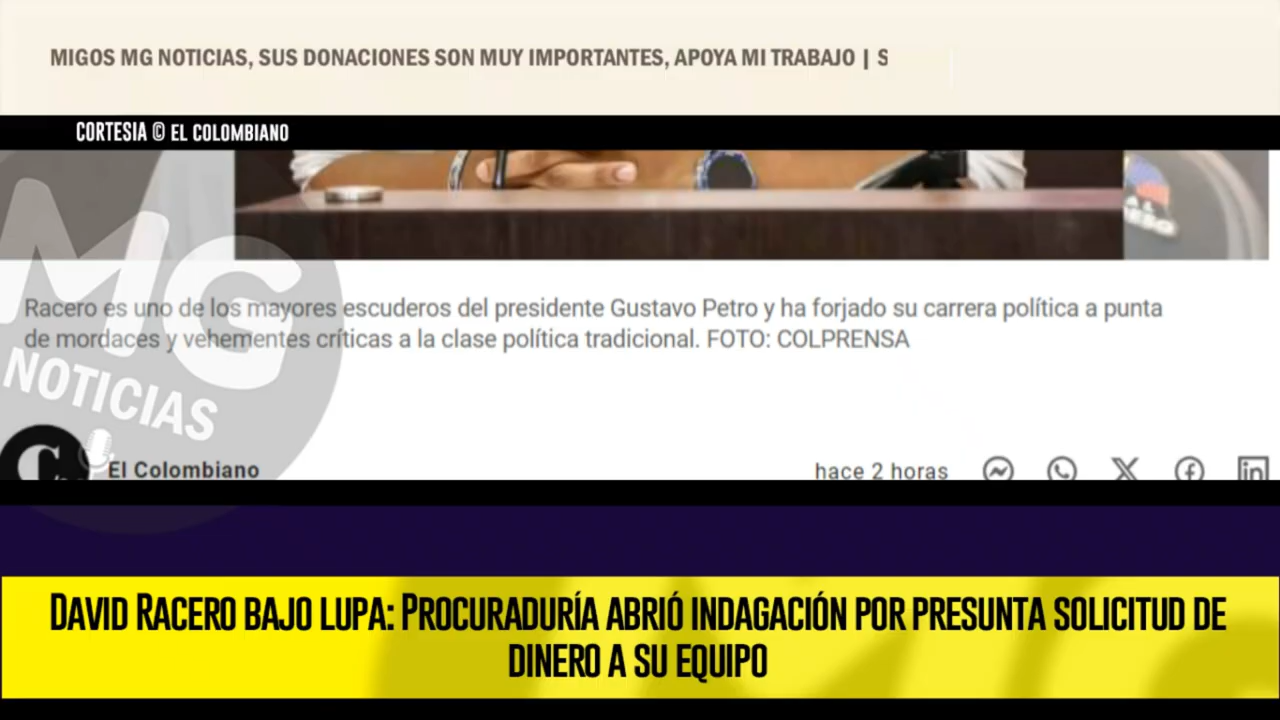 MIGOS MG NOTICIAS, SUS DONACIONES SON MUY IMPORTANTES, APOYA MI TRABAJO | S
CORTESIA © EL COLOMBIANO
Racero es uno de los mayores escuderos del presidente Gustavo Petro y ha forjado su carrera política a punta
de mordaces y vehementes críticas a la clase política tradicional. FOTO: COLPRENSA
MG
NOTICIAS
El Colombiano
hace 2 horas
DAVID RACERO BAJO LUPA: PROCURADURÍA ABRIÓ INDAGACIÓN POR PRESUNTA SOLICITUD DE
DINERO A SU EQUIPO